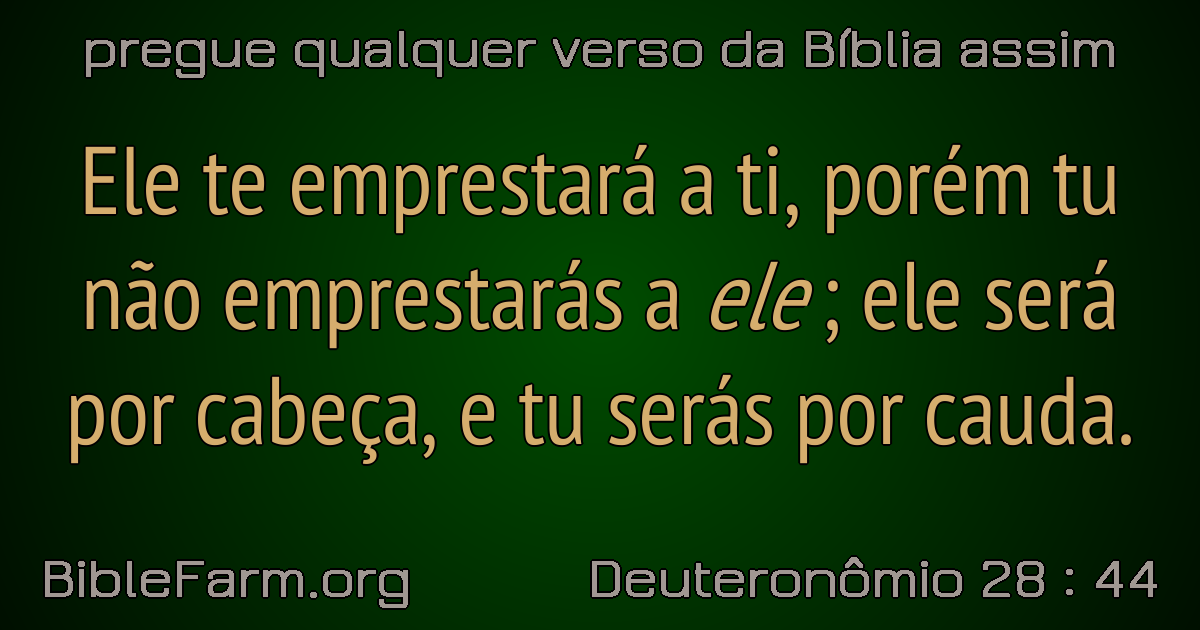 pregue qualquer verso da Bíblia assim
Ele te emprestará a ti, porém tu
não emprestarás a ele; ele será
por cabeça, e tu serás por cauda.
BibleFarm.org
Deuteronômio 28 : 44